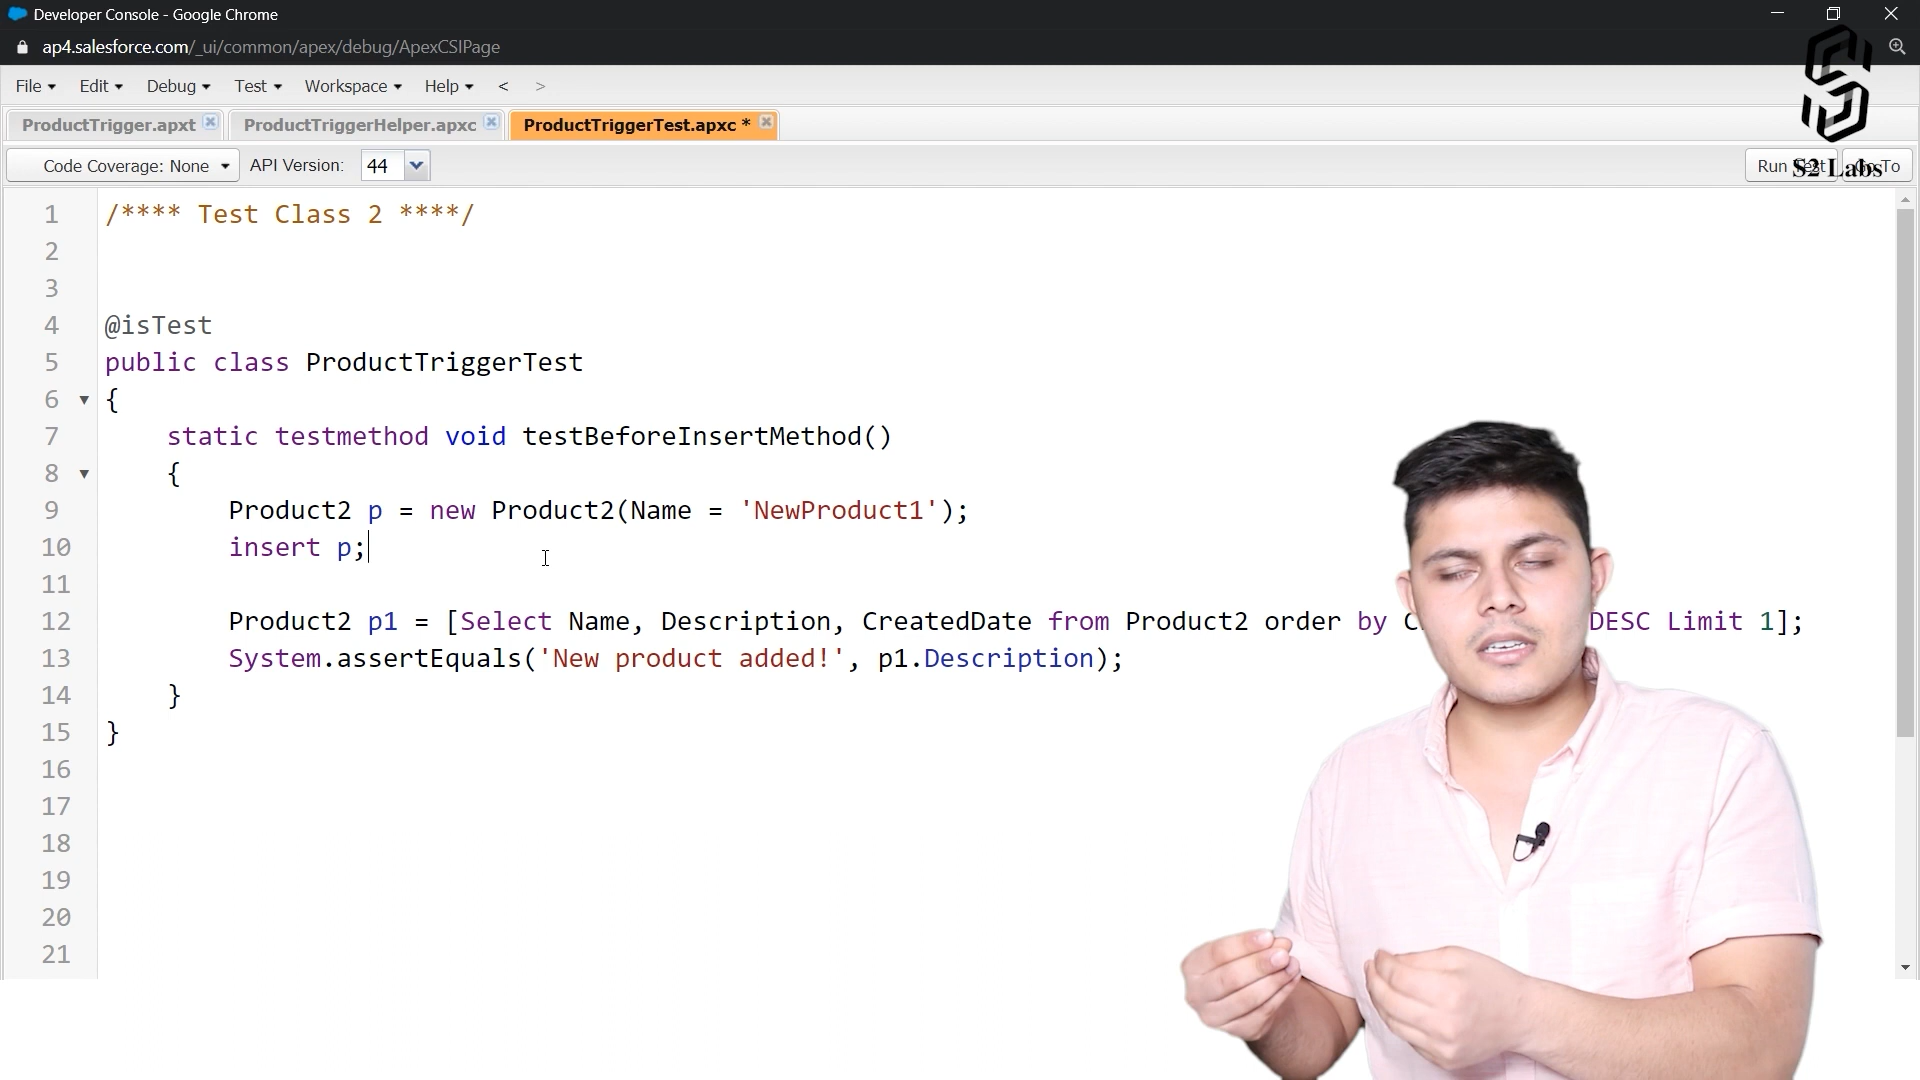 Developer Console - Google Chrome
ap4.salesforce.com/_ui/common/apex/debug/ApexCSIPage
File Edit Debug Test Workspace Help < >
ProductTrigger.apxt ProductTriggerHelper.apxc ProductTriggerTest.apxc *
Code Coverage: None API Version: 44 Run To
S2 Labs
1 /**** Test Class 2 ****/
2
3
4 @isTest
5 public class ProductTriggerTest
6 {
7 static testmethod void testBeforeInsertMethod()
8 {
9 Product2 p = new Product2(Name = 'NewProduct1');
10 insert p;
11
12 Product2 p1 = [Select Name, Description, CreatedDate from Product2 order by DESC Limit 1];
13 System.assertEquals('New product added!', p1.Description);
14 }
15 }
16
17
18
19
20
21